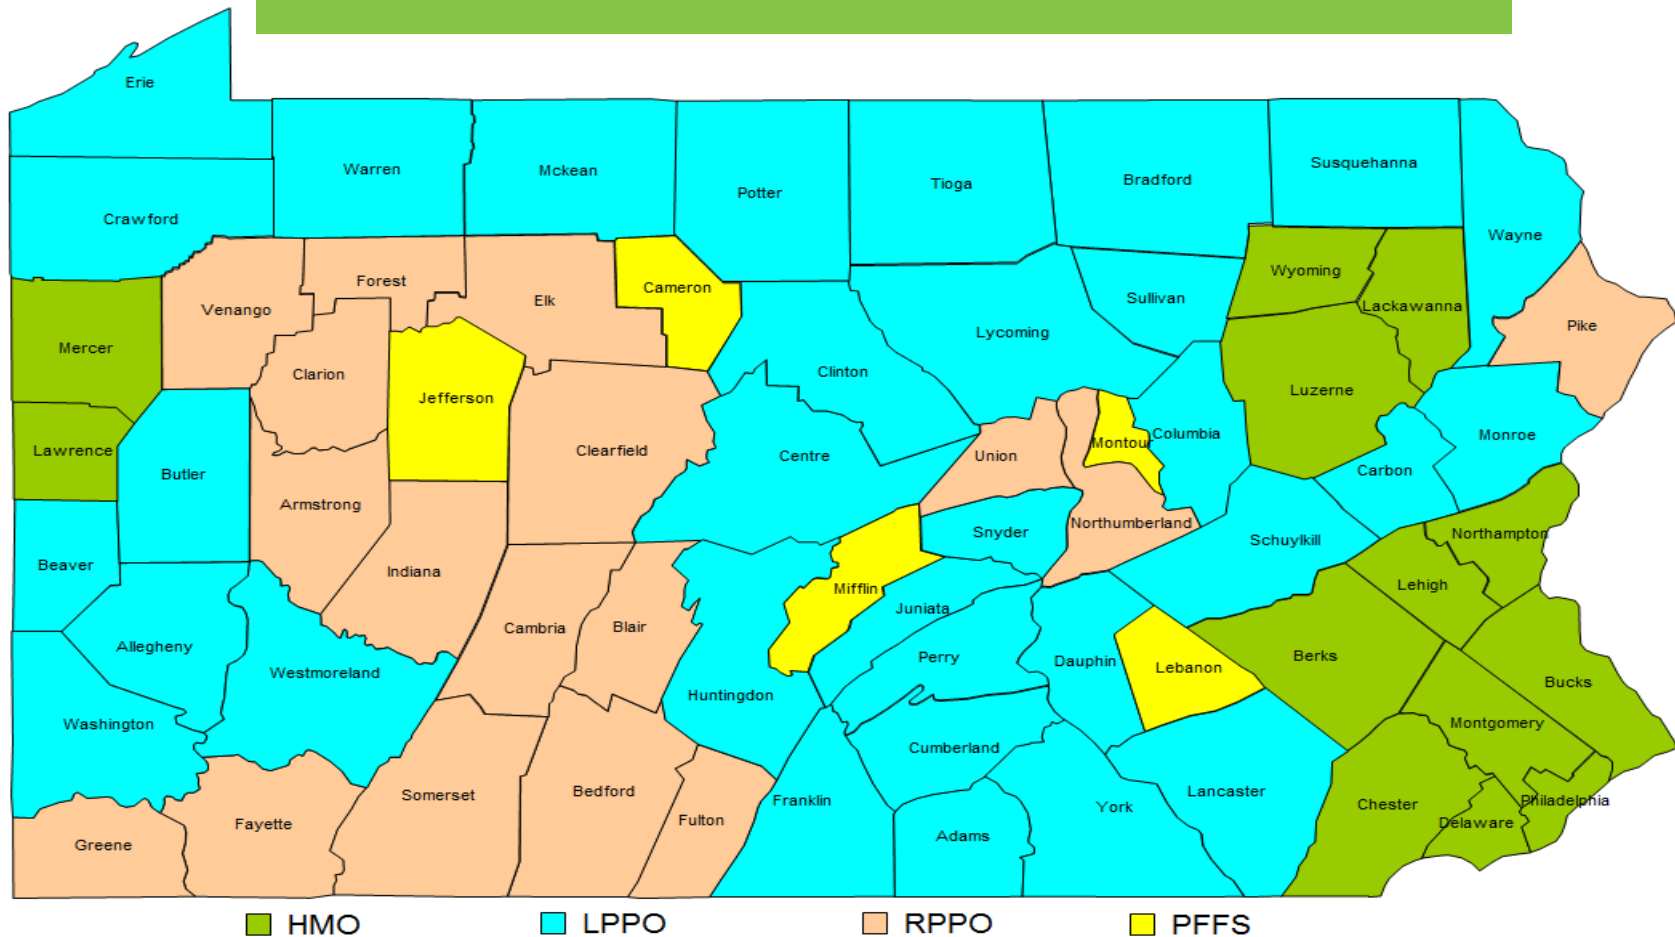 Erie
Warren
Mckean
Potter
Tioga
Bradford
Susquehanna
Wayne
Crawford
Venango
Forest
Elk
Cameron
Clinton
Lycoming
Sullivan
Wyoming
Lackawanna
Pike
Mercer
Clarion
Jefferson
Luzerne
Lawrence
Butler
Armstrong
Clearfield
Centre
Union
Montour
Columbia
Carbon
Monroe
Beaver
Indiana
Snyder
Northumberland
Schuylkill
Northampton
Lehigh
Allegheny
Westmoreland
Cambria
Blair
Huntingdon
Mifflin
Juniata
Perry
Dauphin
Lebanon
Berks
Bucks
Montgomery
Washington
Greene
Fayette
Somerset
Bedford
Fulton
Franklin
Cumberland
Adams
York
Lancaster
Chester
Delaware
Philadelphia
HMO LPPO RPPO PFFS